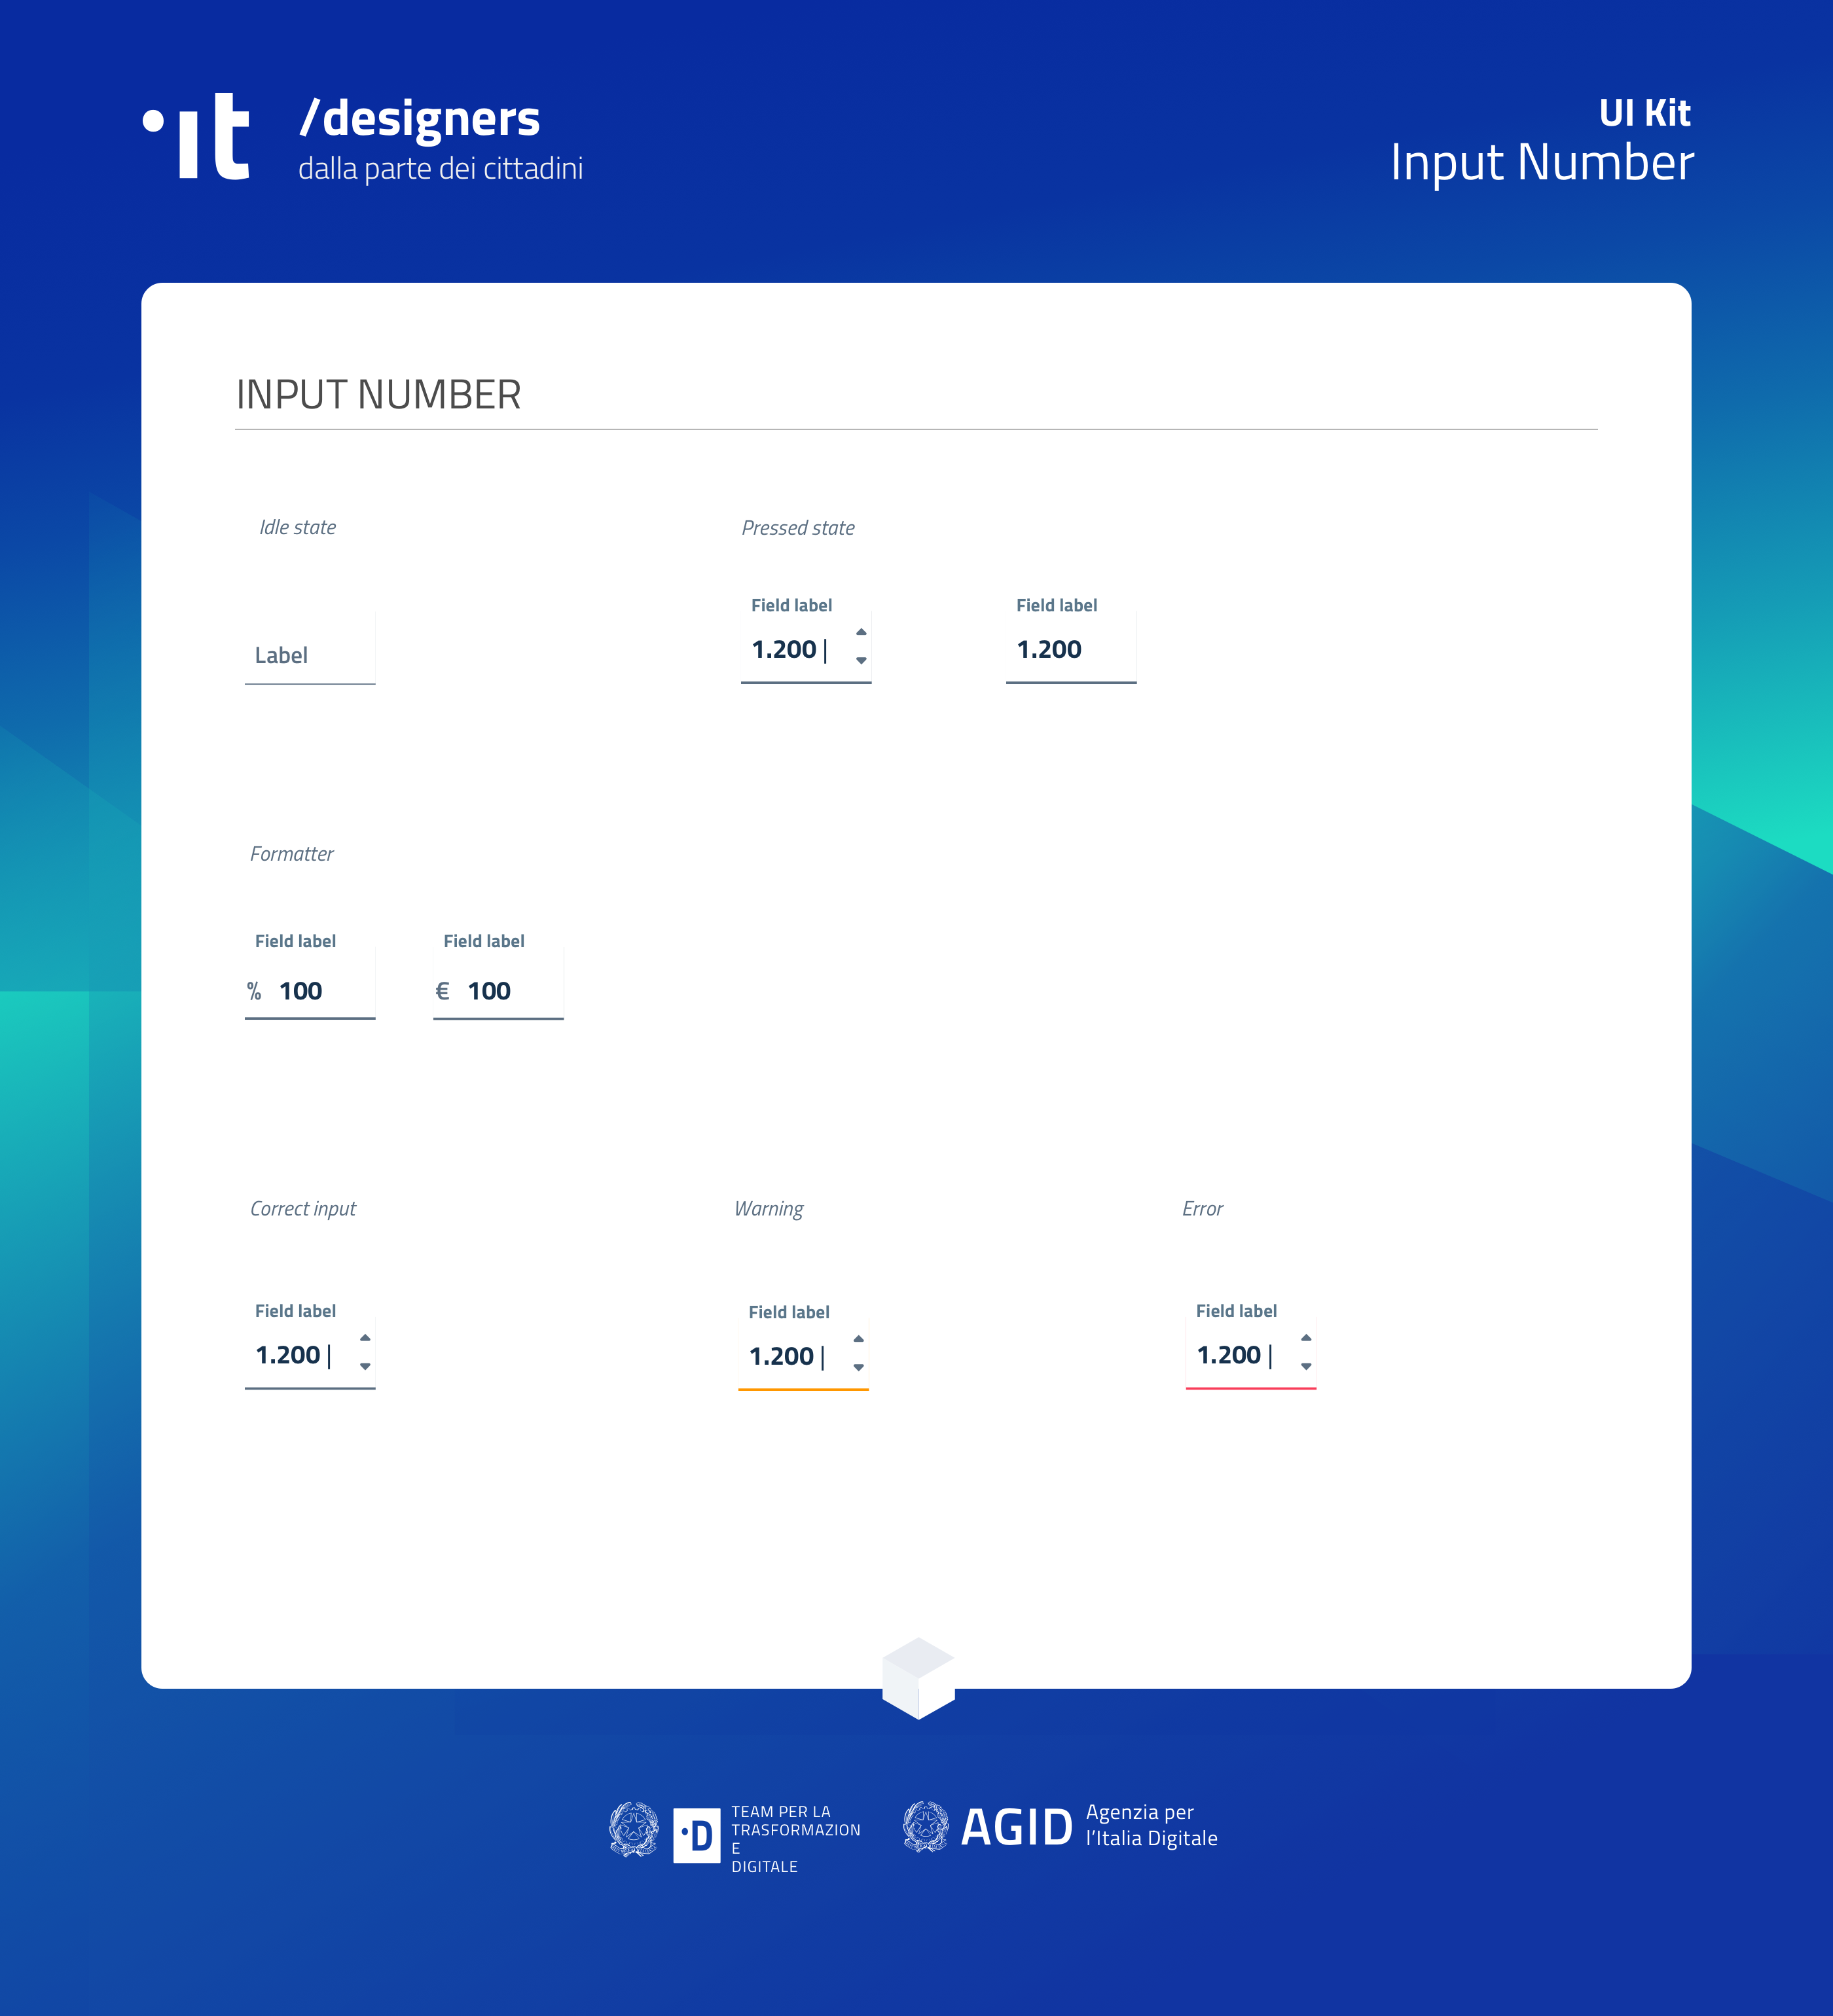 it
/designers
dalla parte dei cittadini
UI Kit
Input Number
INPUT NUMBER
Idle state
Pressed state
Label
Field label
1.200
Field label
1.200
Formatter
Field label
% 100
Field label
€ 100
Correct input
Warning
Error
Field label
1.200
Field label
1.200
Field label
1.200
D
TEAM PER LA
TRASFORMAZION
E
DIGITALE
AGID
Agenzia per
l’Italia Digitale